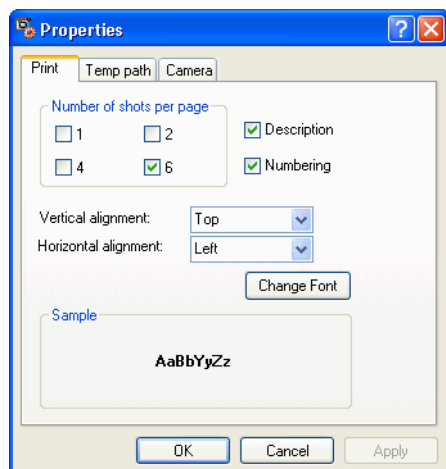 Properties
Print Temp path Camera
Number of shots per page
1 2 Description
4 6 Numbering
Vertical alignment: Top
Horizontal alignment: Left
Change Font
Sample
AaBbYyZz
OK Cancel Apply